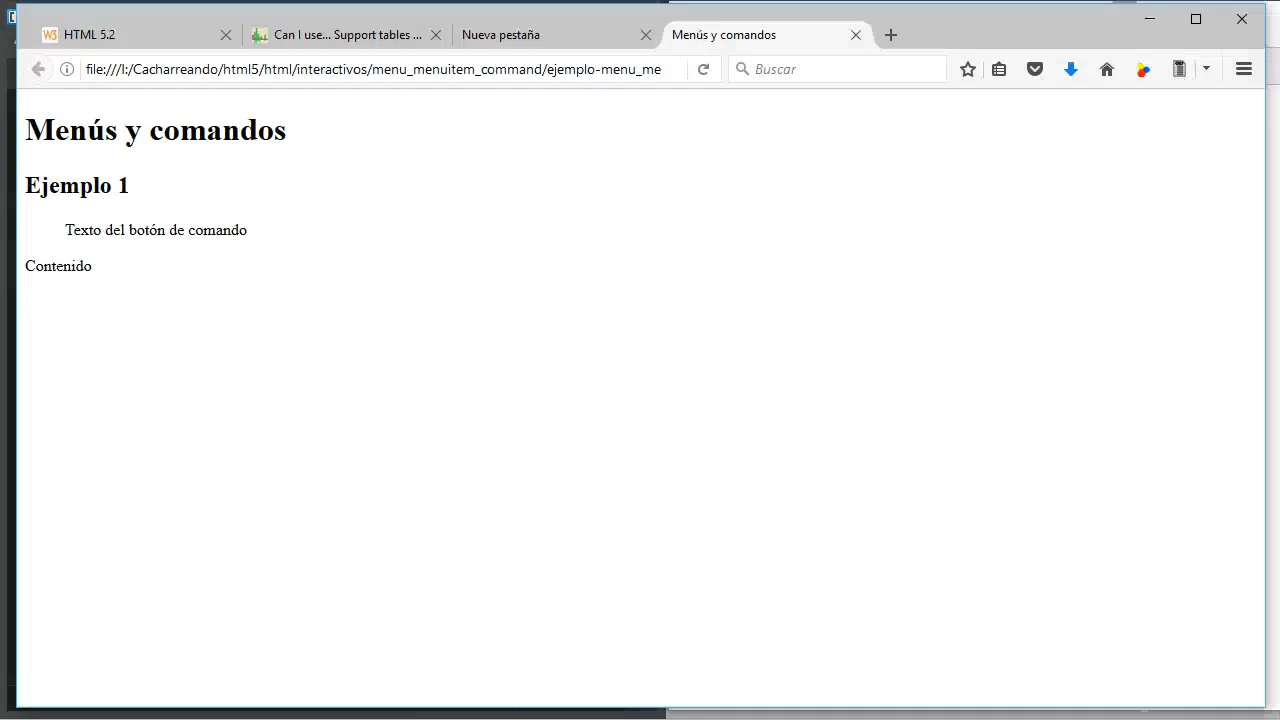 HTML 5.2
Can I use... Support tables ...
Nueva pestaña
Menús y comandos
file:///I:/Cacharreando/html5/html/interactivos/menu_menuitem_command/ejemplo-menu_me
Buscar
Menús y comandos
Ejemplo 1
Texto del botón de comando
Contenido